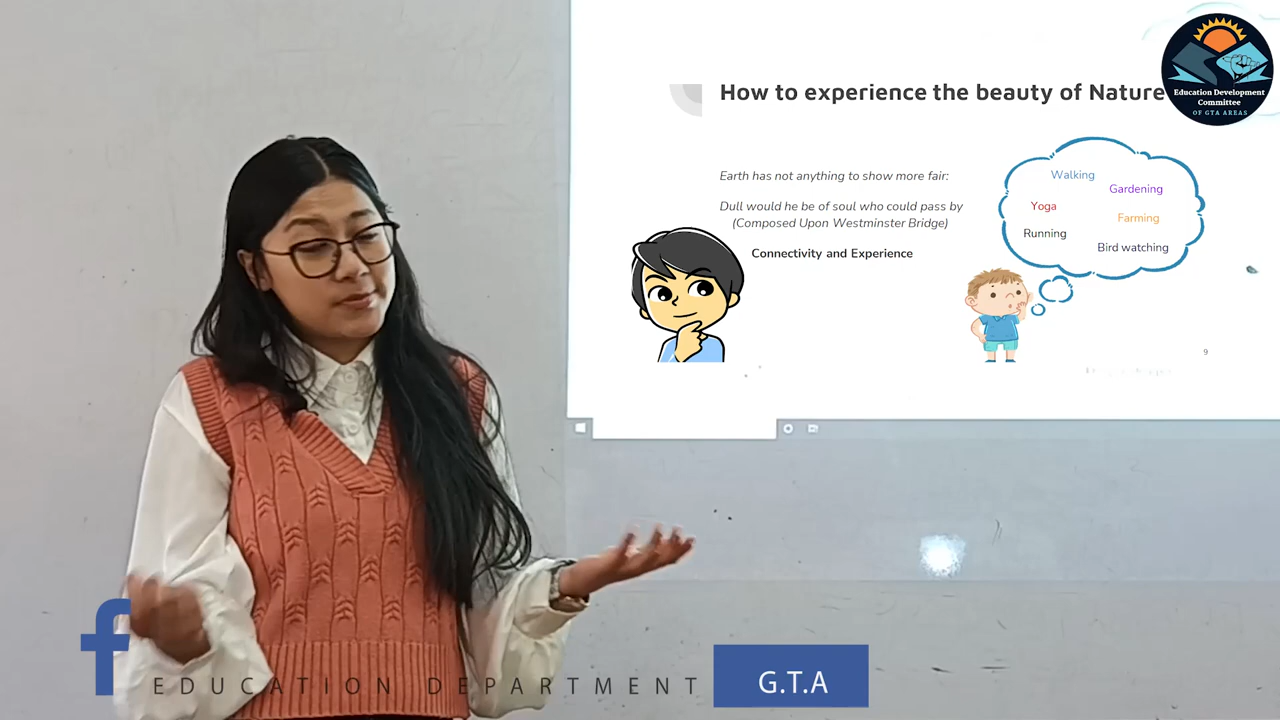 How to experience the beauty of Nature
Education Development
Committee
OF GTA AREAS
Earth has not anything to show more fair:
Dull would he be of soul who could pass by
(Composed Upon Westminster Bridge)
Connectivity and Experience
Walking
Gardening
Yoga
Farming
Running
Bird watching
9
f
EDUCATION DEPARTMENT
G.T.A